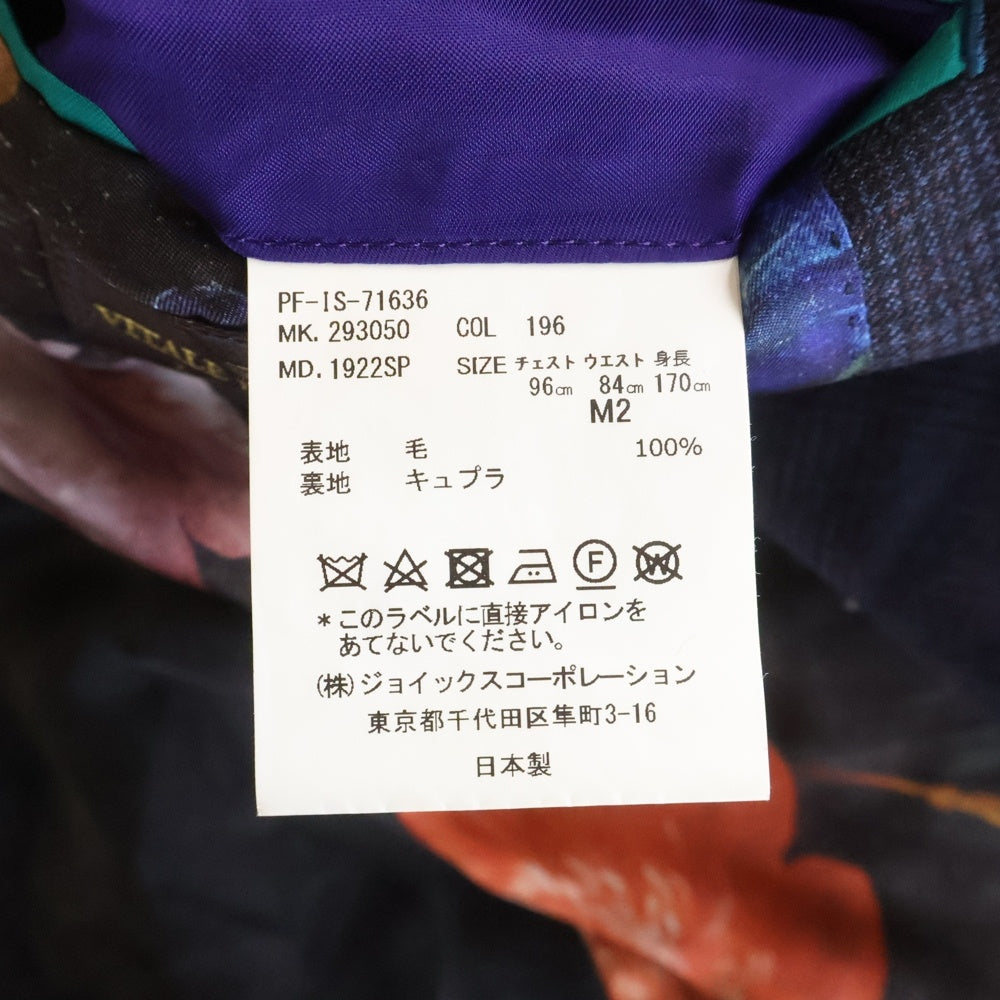 PF-IS-71636
MK. 293050 COL 196
MD. 1922SP SIZE チェスト ウエスト 身長
96cm 84cm 170cm
M2
表地 毛 100%
裏地 キュプラ
F W
*このラベルに直接アイロンを
あてないでください。
(株)ジョイックスコーポレーション
東京都千代田区隼町3-16
日本製
VITALE